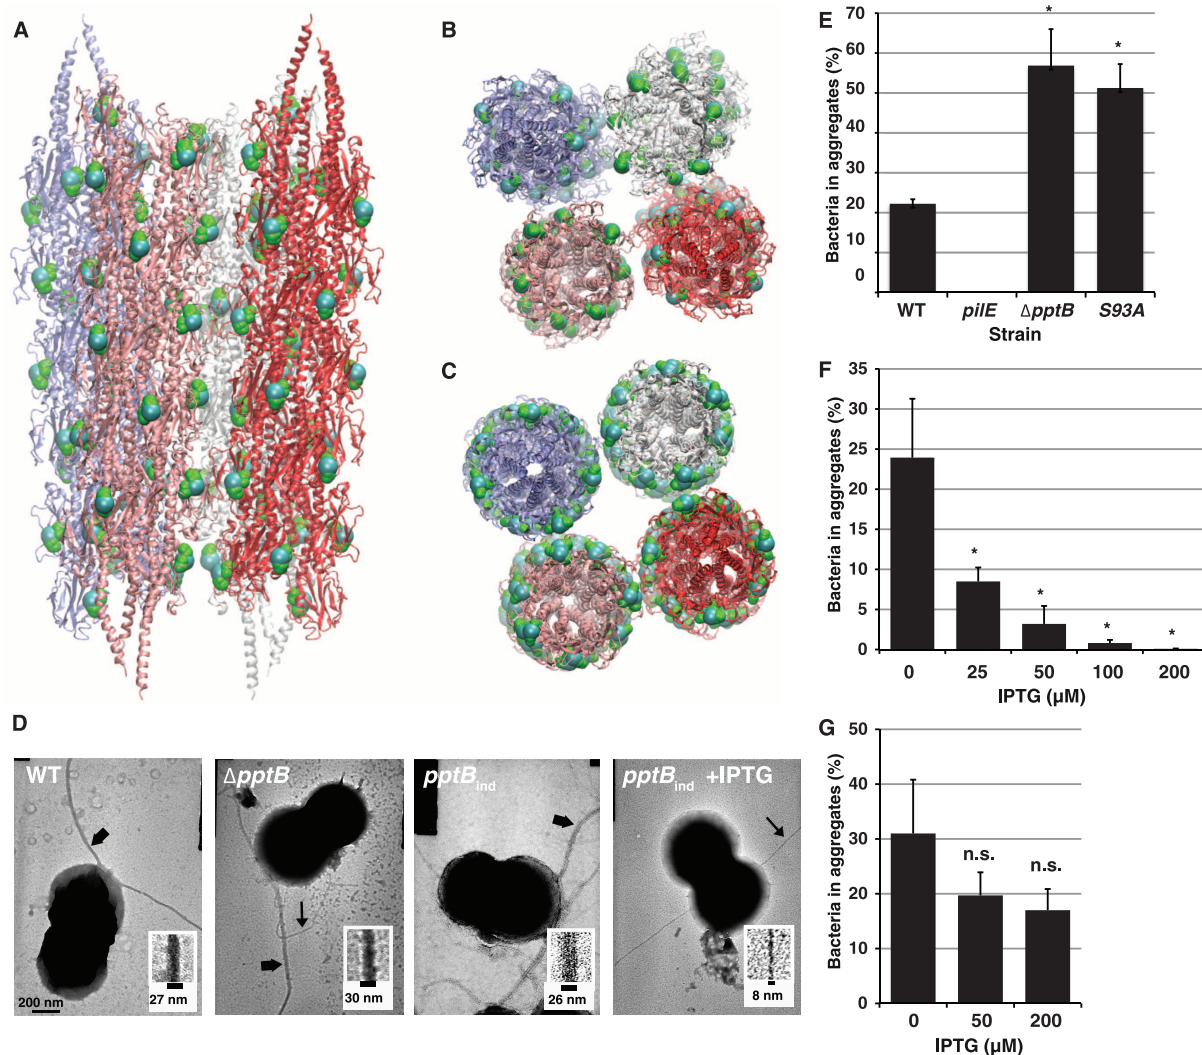 A
B
C
D
WT
200 nm
27 nm
ΔpptB
30 nm
pptBind
26 nm
pptBind +IPTG
8 nm
E
Bacteria in aggregates (%)
70
60
50
40
30
20
10
0
*
*
WT pilE ΔpptB S93A
Strain
F
Bacteria in aggregates (%)
35
30
25
20
15
10
5
0
*
*
*
*
0 25 50 100 200
IPTG (µM)
G
Bacteria in aggregates (%)
50
40
30
20
10
0
n.s.
n.s.
0 50 200
IPTG (µM)